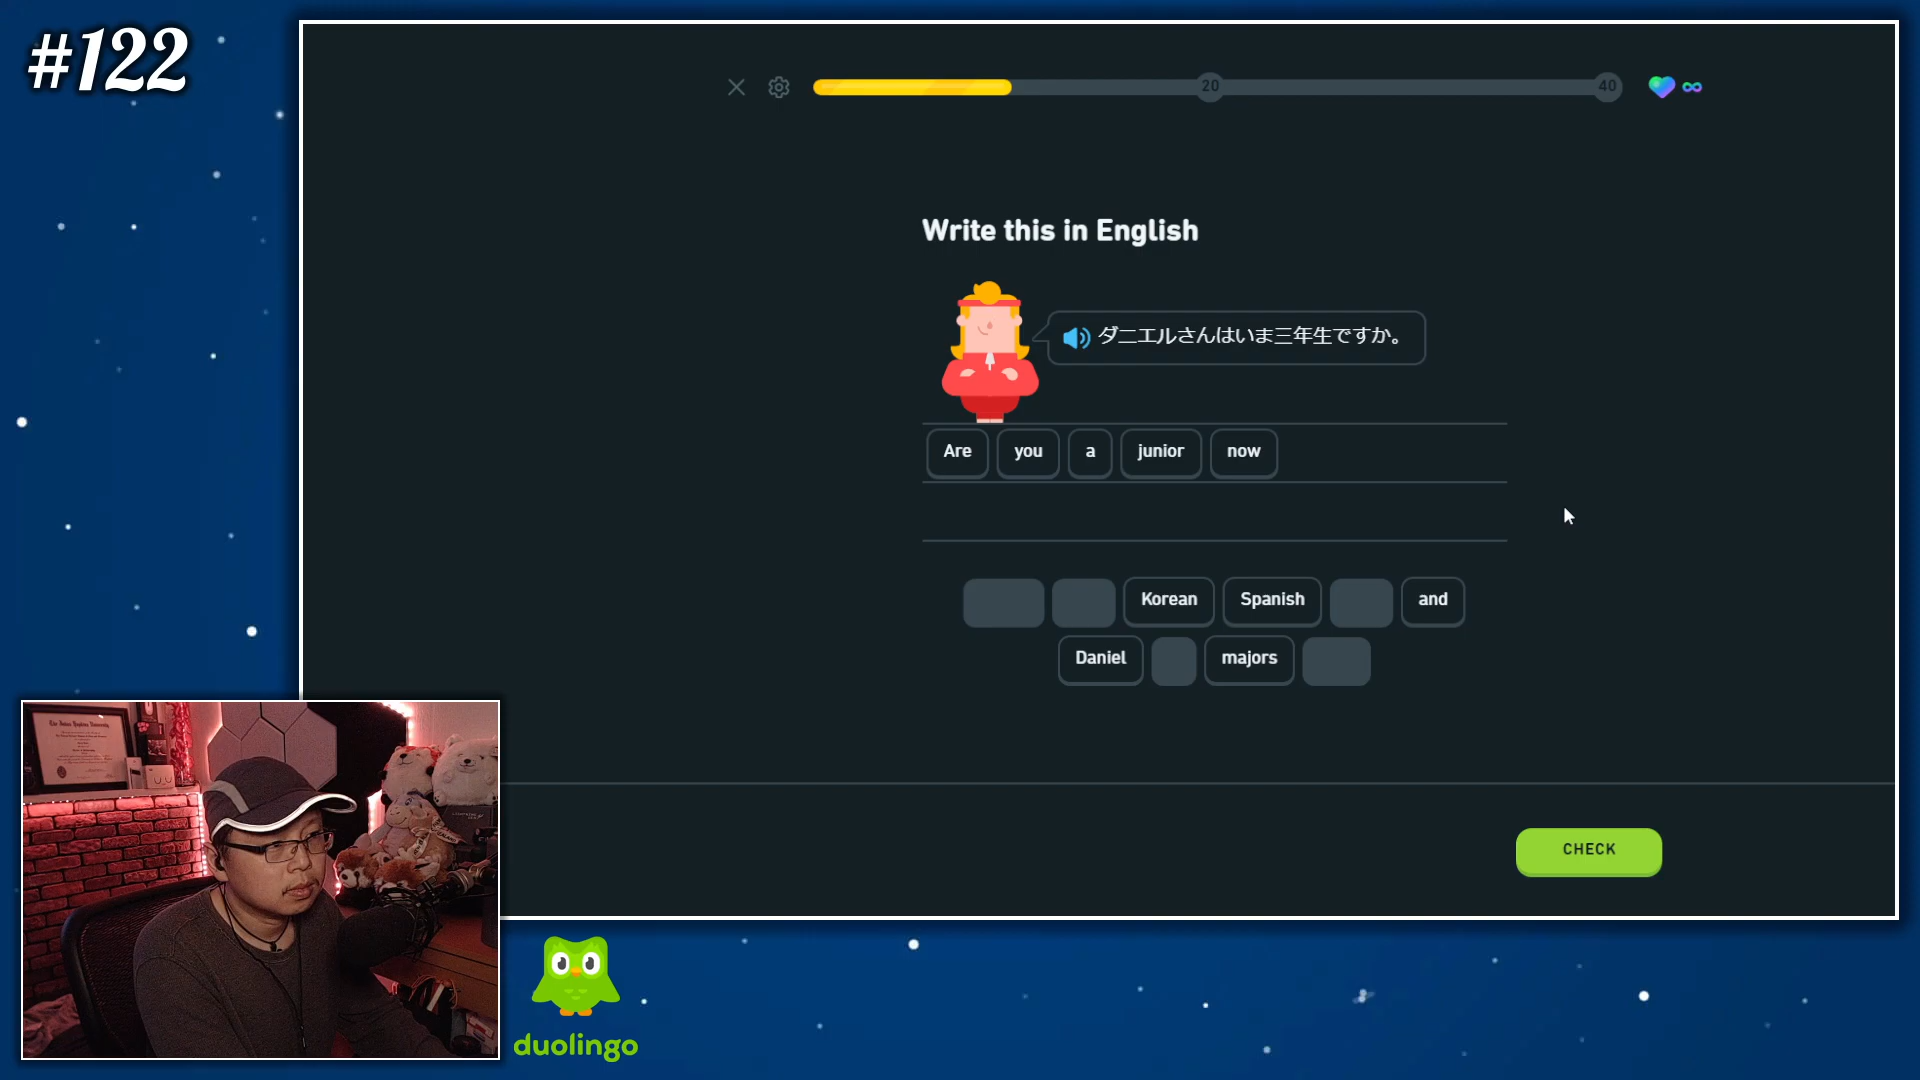 #122
20
40
Write this in English
ダニエルさんはいま三年生ですか。
Are you a junior now
Korean Spanish and
Daniel majors
CHECK
duolingo